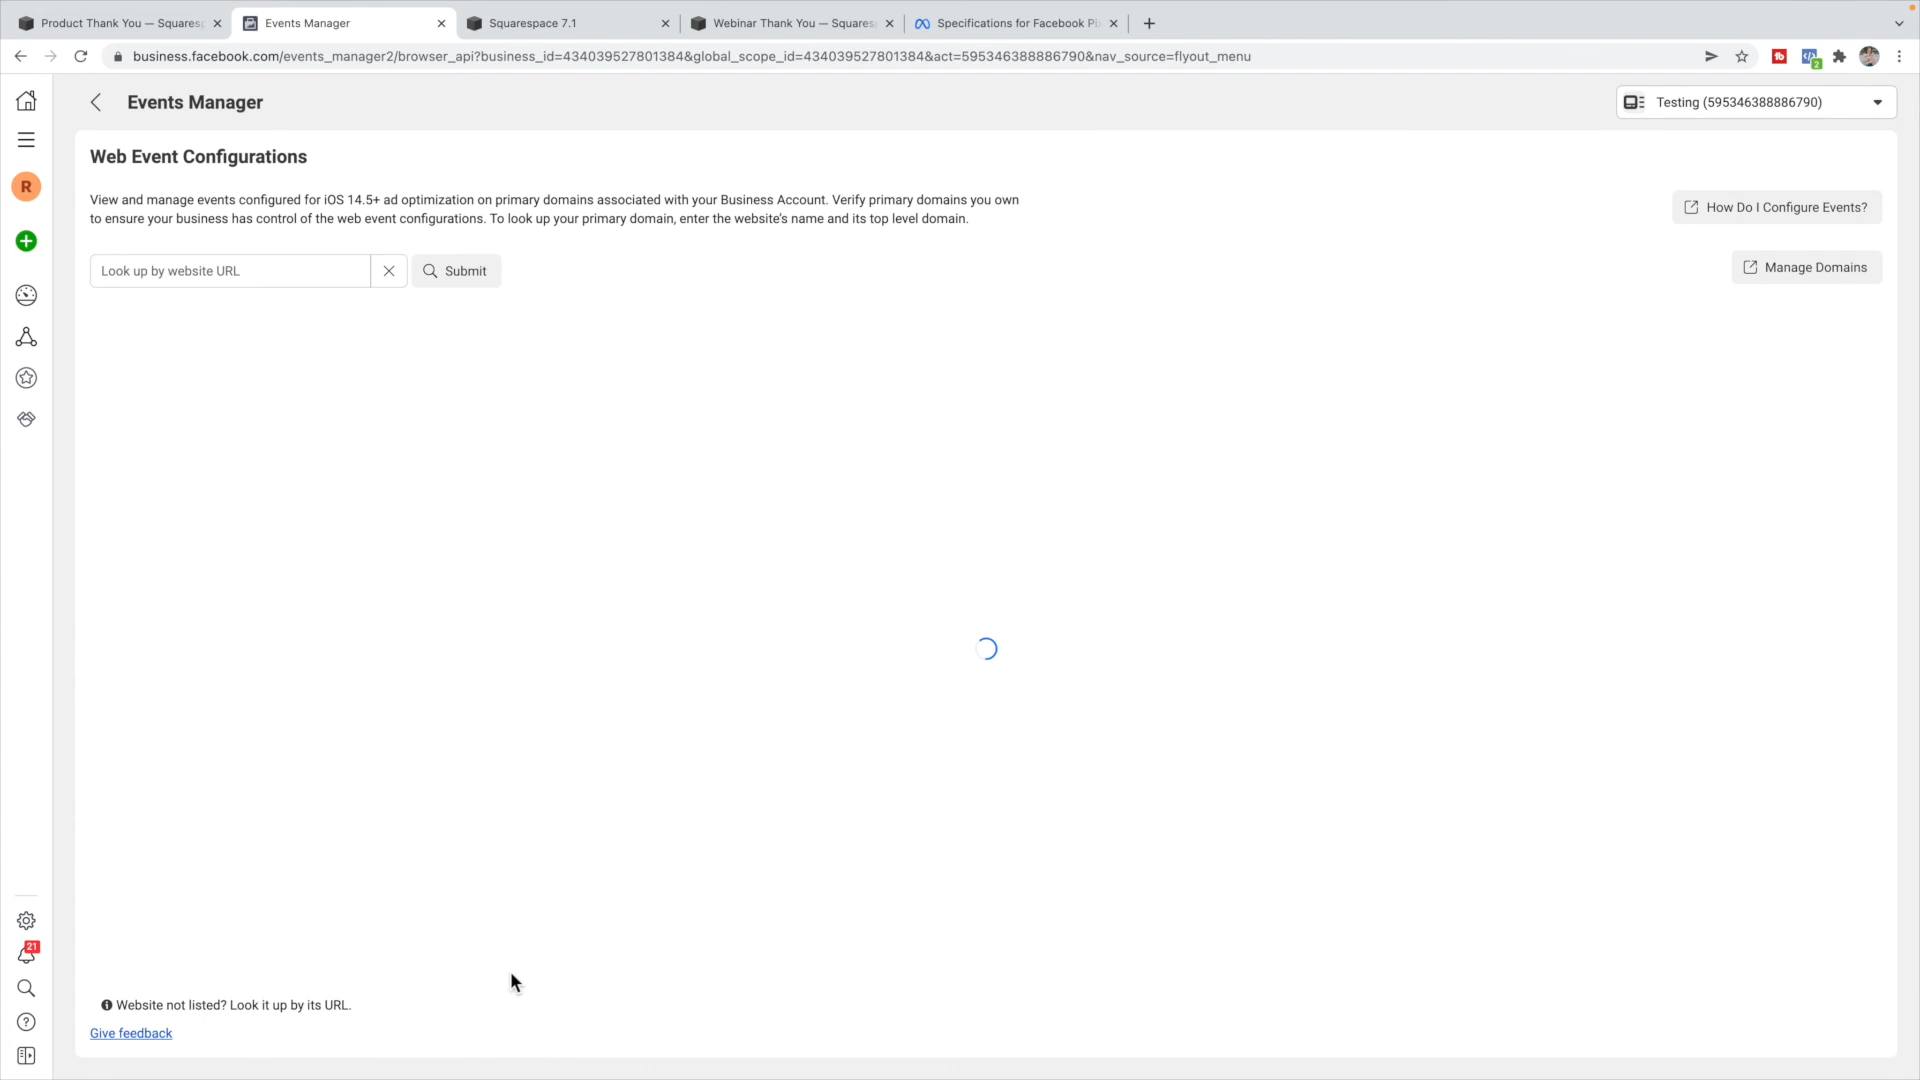 Product Thank You — Squares
Events Manager
Squarespace 7.1
Webinar Thank You — Squares
Specifications for Facebook Pi
business.facebook.com/events_manager2/browser_api?business_id=434039527801384&global_scope_id=434039527801384&act=595346388886790&nav_source=flyout_menu
2
Events Manager
Testing (595346388886790)
R
Web Event Configurations
View and manage events configured for iOS 14.5+ ad optimization on primary domains associated with your Business Account. Verify primary domains you own
to ensure your business has control of the web event configurations. To look up your primary domain, enter the website's name and its top level domain.
How Do I Configure Events?
Look up by website URL
Submit
Manage Domains
21
Website not listed? Look it up by its URL.
Give feedback